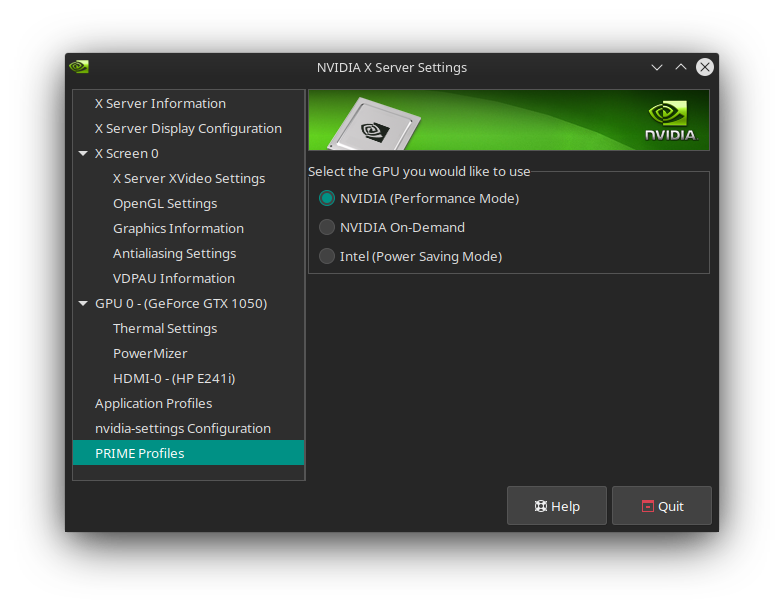 NVIDIA X Server Settings
X Server Information
X Server Display Configuration
X Screen 0
X Server XVideo Settings
OpenGL Settings
Graphics Information
Antialiasing Settings
VDPAU Information
GPU 0 - (GeForce GTX 1050)
Thermal Settings
PowerMizer
HDMI-0 - (HP E241i)
Application Profiles
nvidia-settings Configuration
PRIME Profiles
NVIDIA
Select the GPU you would like to use
NVIDIA (Performance Mode)
NVIDIA On-Demand
Intel (Power Saving Mode)
Help
Quit